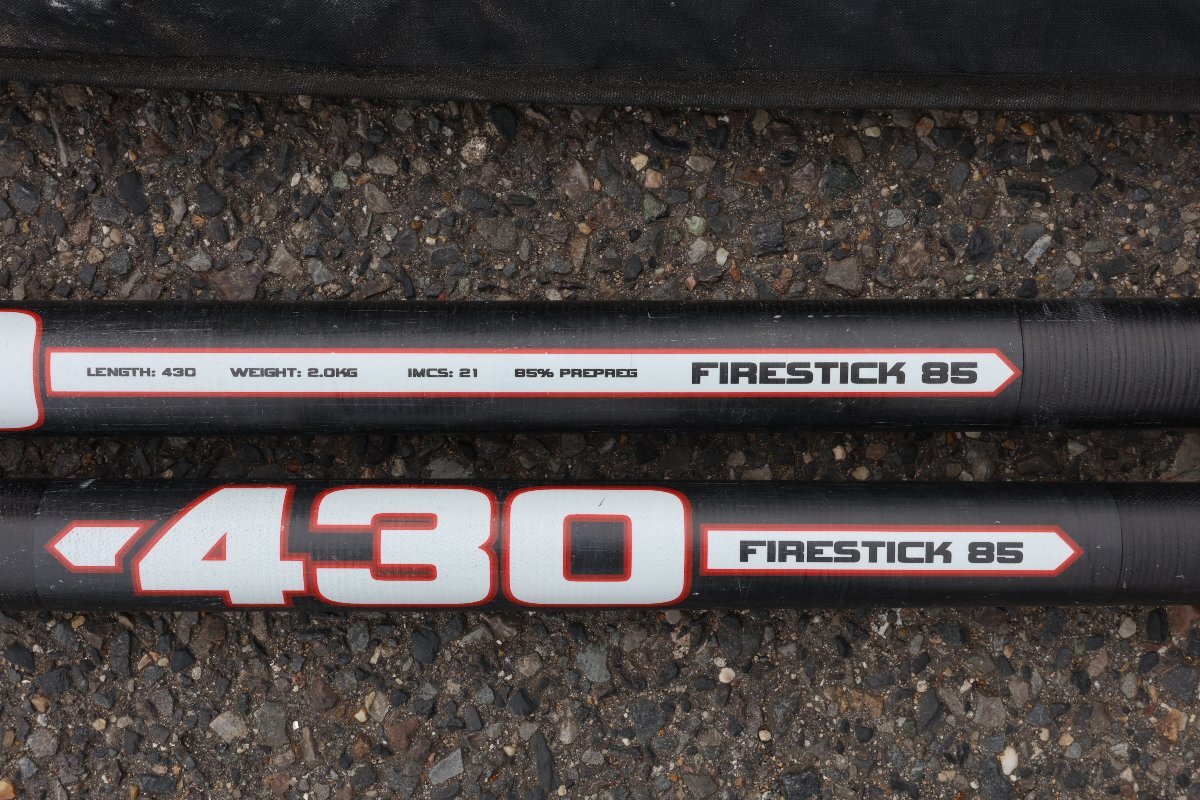 LENGTH: 430 WEIGHT: 2.0KG IMCS: 21 85% PREPREG FIRESTICK 85
430 FIRESTICK 85